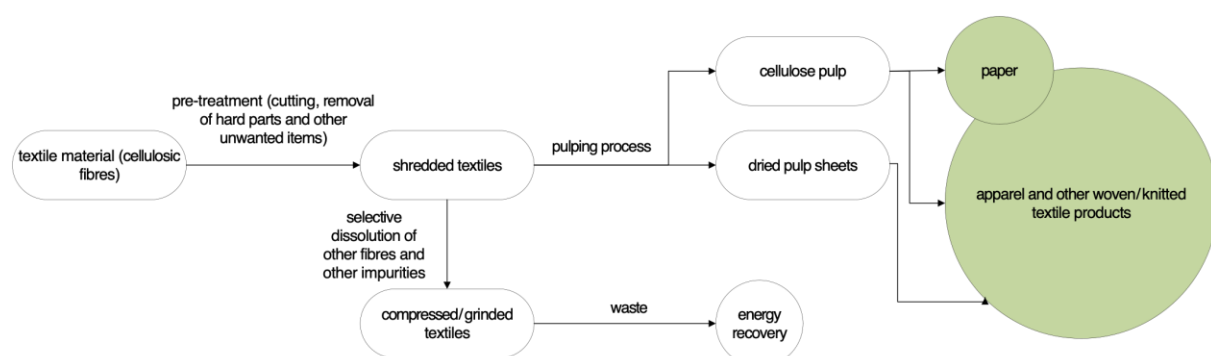 pre-treatment (cutting, removal
of hard parts and other
unwanted items)
textile material (cellulosic
fibres)
shredded textiles
pulping process
cellulose pulp
dried pulp sheets
paper
apparel and other woven/knitted
textile products
selective
dissolution of
other fibres and
other impurities
compressed/grinded
textiles
waste
energy
recovery